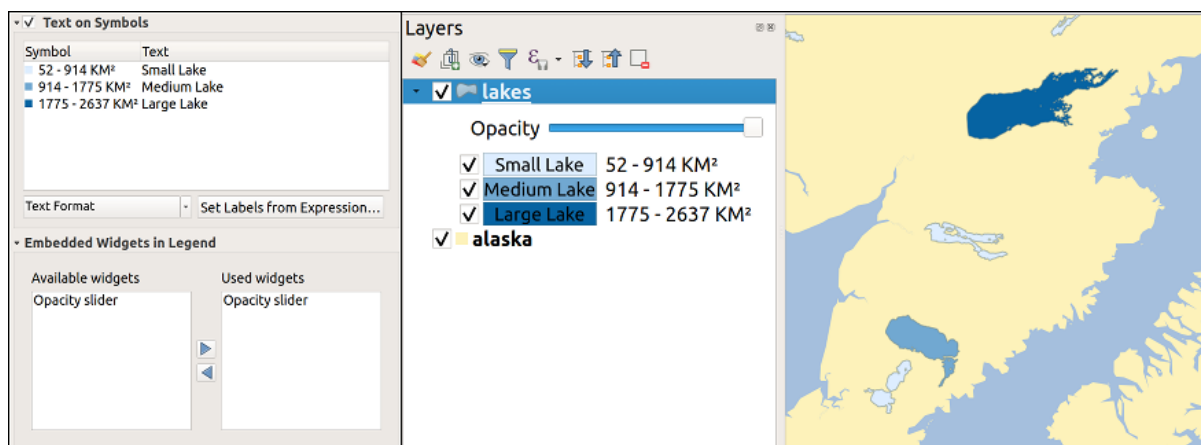 Text on Symbols
Symbol Text
52 - 914 KM² Small Lake
914 - 1775 KM² Medium Lake
1775 - 2637 KM² Large Lake
Text Format Set Labels from Expression...
Embedded Widgets in Legend
Available widgets Used widgets
Opacity slider Opacity slider
Layers
lakes
Opacity
Small Lake 52 - 914 KM²
Medium Lake 914 - 1775 KM²
Large Lake 1775 - 2637 KM²
alaska